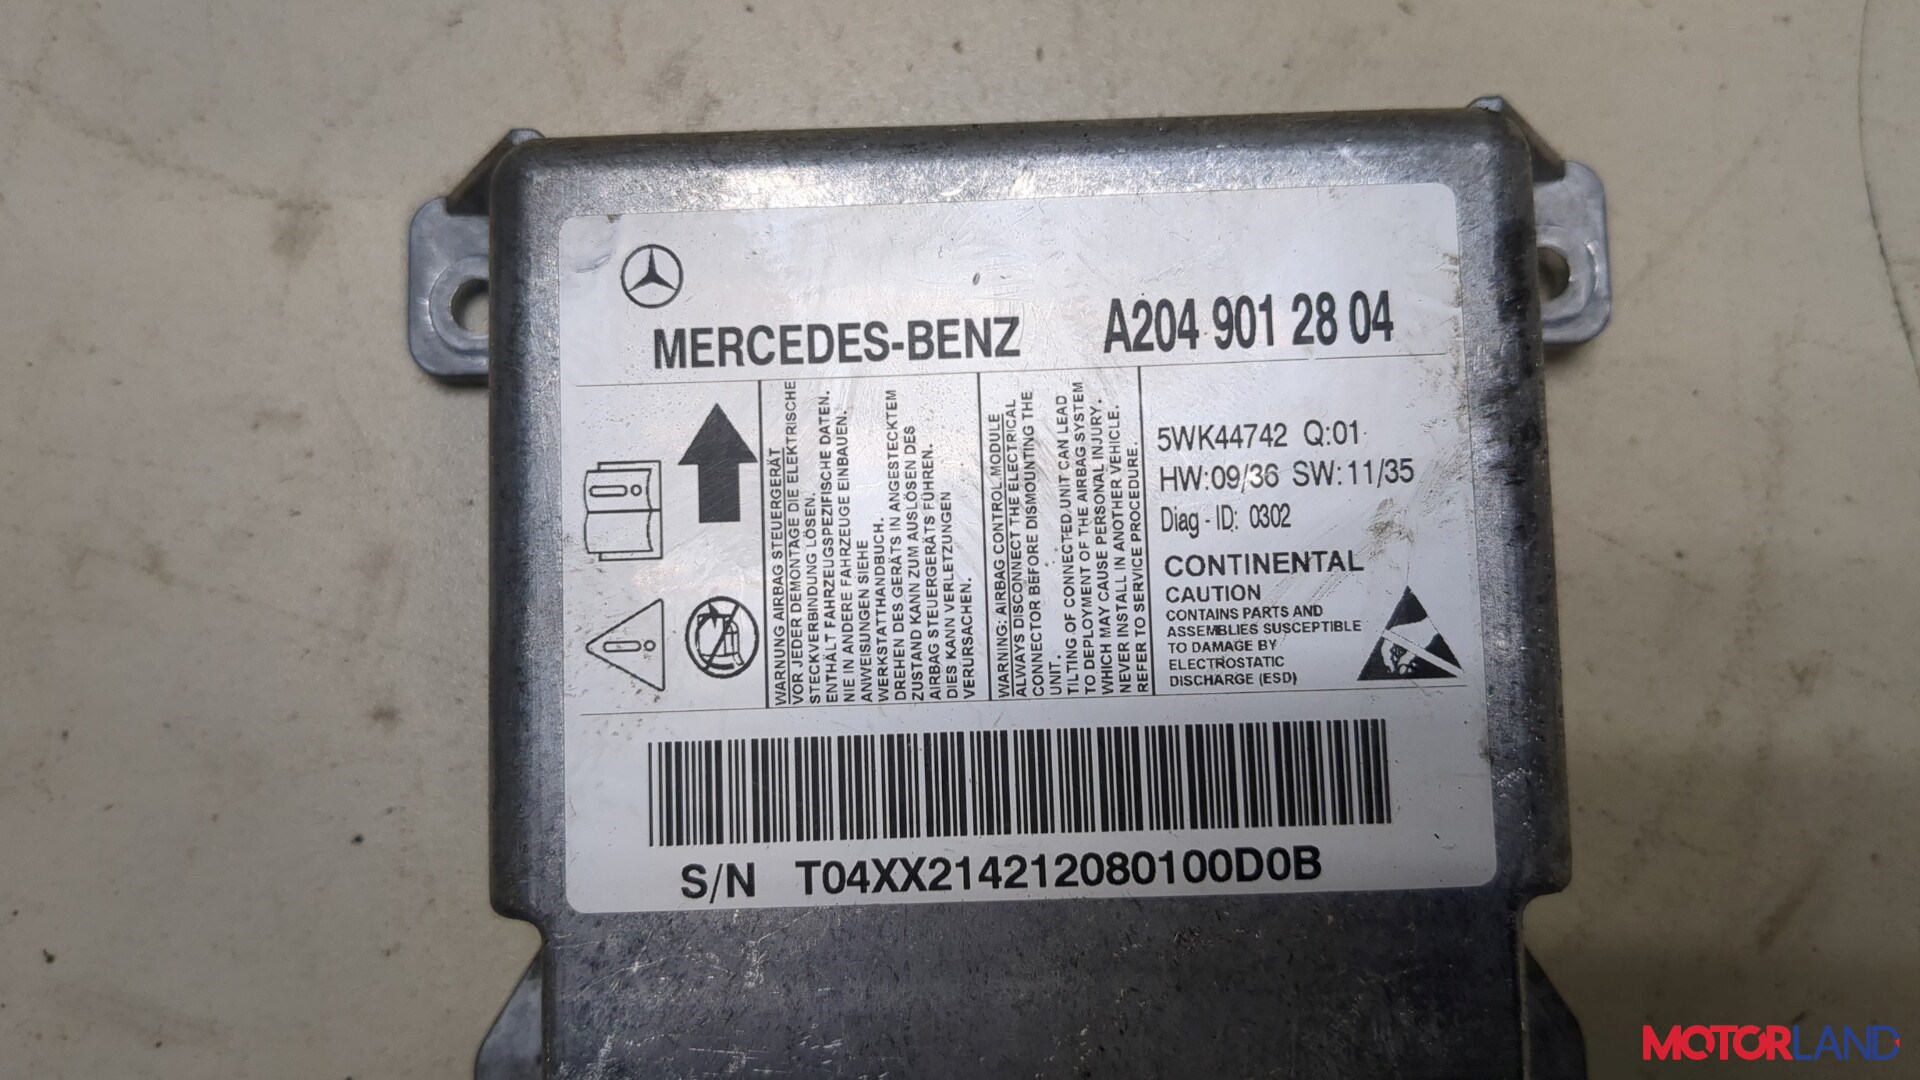 MERCEDES-BENZ
A204 901 28 04
WARNUNG AIRBAG STEUERGERÄT
VOR JEDER DEMONTAGE DIE ELEKTRISCHE
STECKVERBINDUNG LÖSEN.
ENTHÄLT FAHRZEUGSPEZIFISCHE DATEN.
NIE IN ANDERE FAHRZEUGE EINBAUEN.
ANWEISUNGEN SIEHE
WERKSTATTHANDBUCH.
DREHEN DES GERÄTS IN ANGESTECKTEM
ZUSTAND KANN ZUM AUSLÖSEN DES
AIRBAG STEUERGERÄTS FÜHREN.
DIES KANN VERLETZUNGEN
VERURSACHEN.
WARNING: AIRBAG CONTROL MODULE
ALWAYS DISCONNECT THE ELECTRICAL
CONNECTOR BEFORE DISMOUNTING THE
UNIT.
TILTING OF CONNECTED UNIT CAN LEAD
TO DEPLOYMENT OF THE AIRBAG SYSTEM
WHICH MAY CAUSE PERSONAL INJURY.
NEVER INSTALL IN ANOTHER VEHICLE.
REFER TO SERVICE PROCEDURE.
5WK44742 Q:01
HW:09/36 SW:11/35
Diag - ID: 0302
CONTINENTAL
CAUTION
CONTAINS PARTS AND
ASSEMBLIES SUSCEPTIBLE
TO DAMAGE BY
ELECTROSTATIC
DISCHARGE (ESD)
S/N T04XX214212080100D0B
MOTORLAND